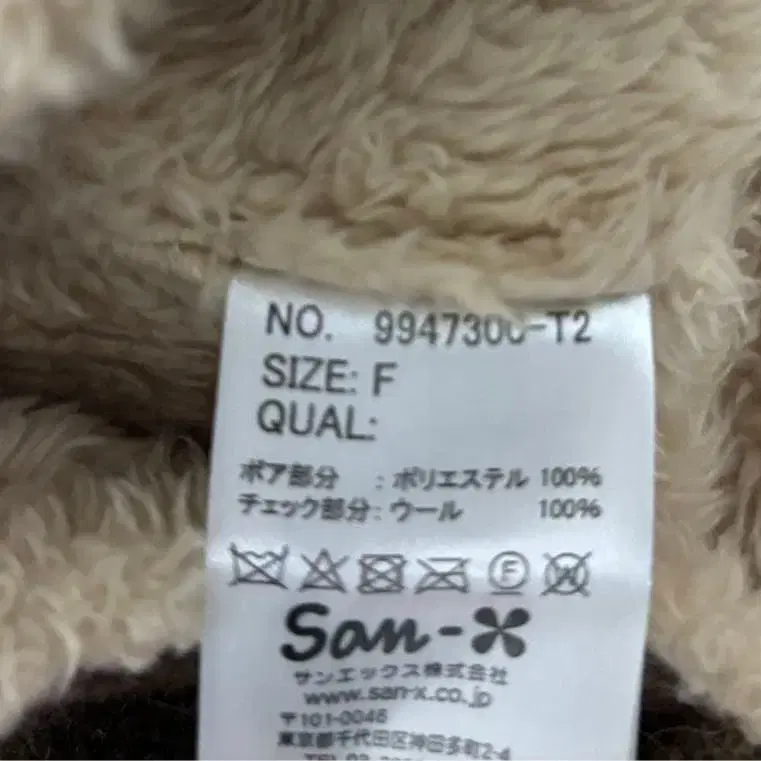 NO. 9947300-T2
SIZE: F
QUAL:
ボア部分 : ポリエステル 100%
チェック部分 : ウール 100%
F W
San-X
サンエックス株式会社
www.san-x.co.jp
〒101-0048
東京都千代田区神田多町2-4
TEL